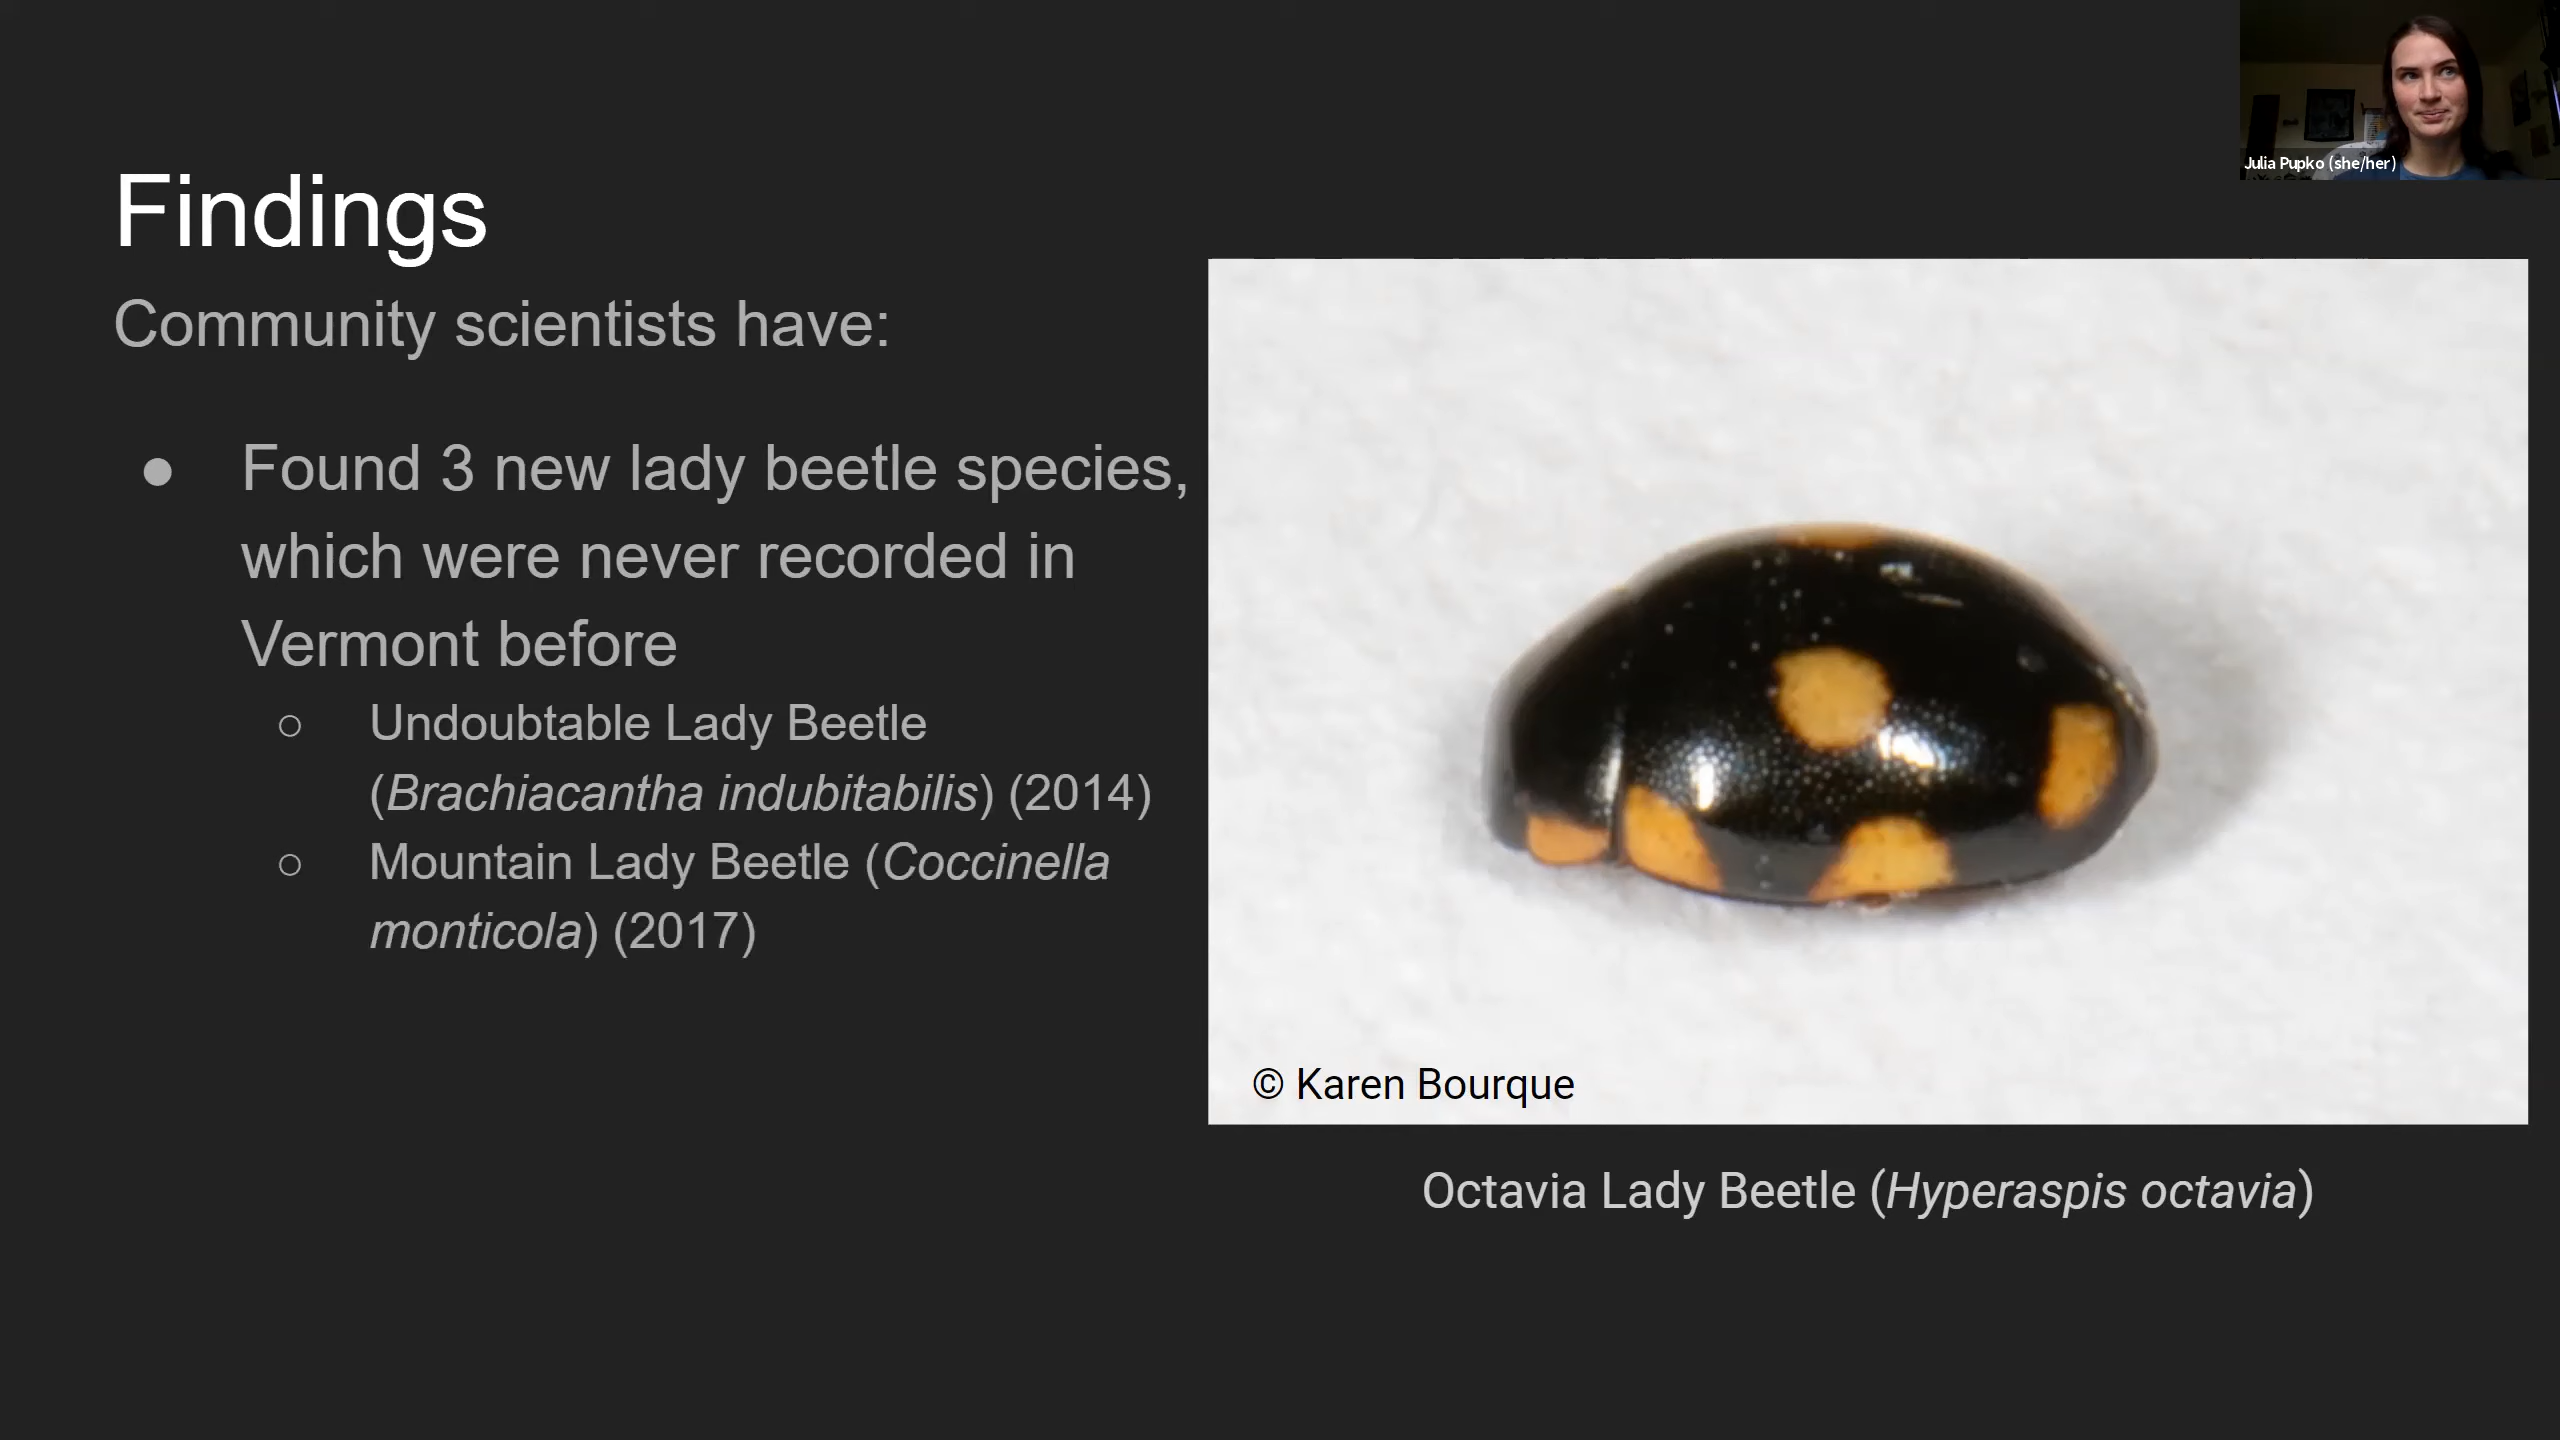 Julia Pupko (she/her)
Findings
Community scientists have:
● Found 3 new lady beetle species,
which were never recorded in
Vermont before
○ Undoubtable Lady Beetle
(Brachiacantha indubitabilis) (2014)
○ Mountain Lady Beetle (Coccinella
monticola) (2017)
© Karen Bourque
Octavia Lady Beetle (Hyperaspis octavia)